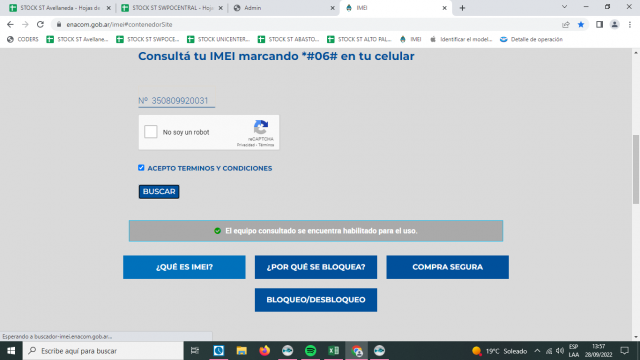 STOCK ST Avellaneda - Hojas de
STOCK ST SWPOCENTRAL - Hoj
Admin
IMEI
enacom.gob.ar/imei#contenedorSite
CODERS
STOCK ST Avellane...
STOCK ST SWPOCE...
STOCK UNICENTER...
STOCK ST ABASTO...
STOCK ST ALTO PAL...
IMEI
Identificar el model...
Detalle de operación
Consultá tu IMEI marcando *#06# en tu celular
Nº 350809920031
No soy un robot
reCAPTCHA
Privacidad - Términos
ACEPTO TERMINOS Y CONDICIONES
BUSCAR
El equipo consultado se encuentra habilitado para el uso.
¿QUÉ ES IMEI?
¿POR QUÉ SE BLOQUEA?
COMPRA SEGURA
BLOQUEO/DESBLOQUEO
Esperando a buscador-imei.enacom.gob.ar...
Escribe aquí para buscar
19°C Soleado
ESP
LAA
13:57
28/09/2022